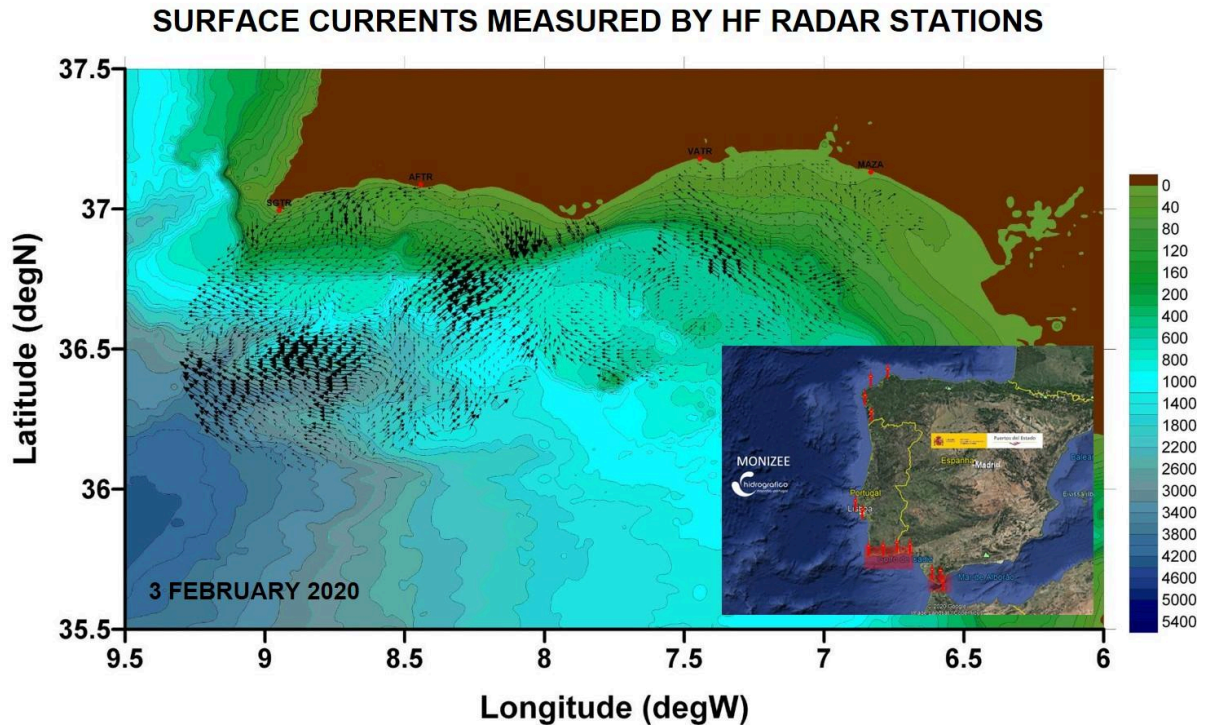 SURFACE CURRENTS MEASURED BY HF RADAR STATIONS
37.5
37
36.5
36
35.5
Latitude (degN)
9.5
9
8.5
8
7.5
7
6.5
6
Longitude (degW)
SGTR
AFTR
VATR
MAZA
3 FEBRUARY 2020
0
40
80
120
160
200
400
600
800
1000
1400
1800
2200
2600
3000
3400
3800
4200
4600
5000
5400
MONIZEE
hidrografico
Puertos del Estado
Espanha
Madrid
Portugal
Lisboa